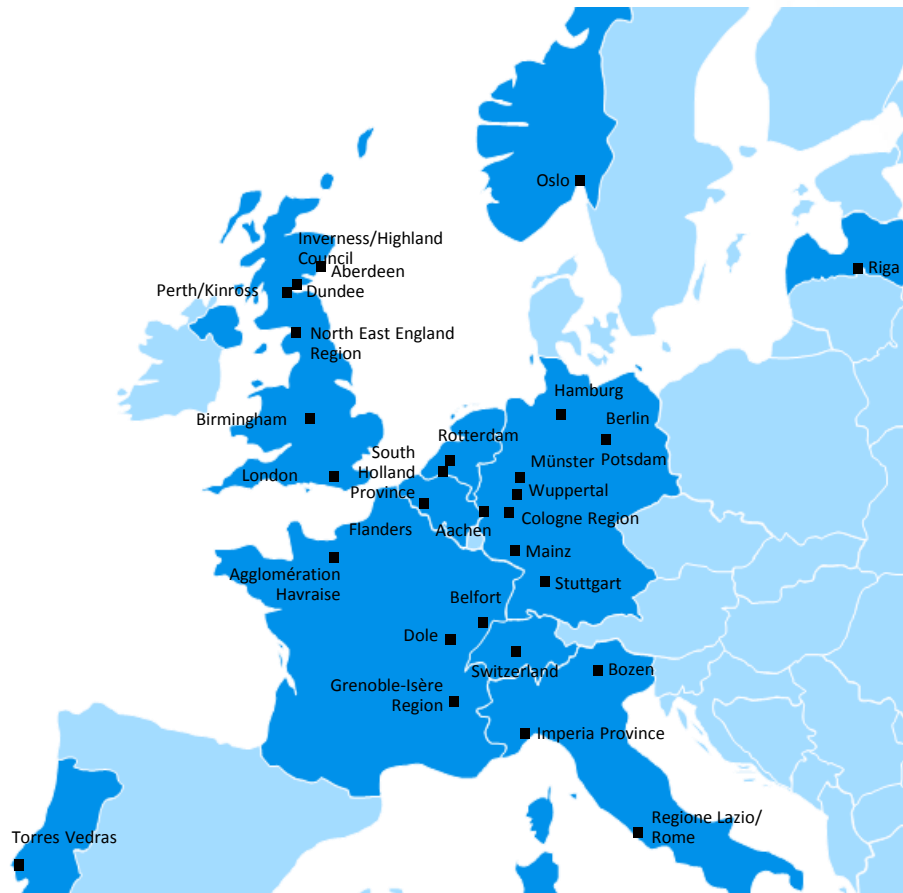 Oslo
Inverness/Highland
Council
Aberdeen
Riga
Perth/Kinross
Dundee
North East England
Region
Hamburg
Birmingham
Berlin
Rotterdam
South
Holland
Province
Potsdam
Münster
London
Wuppertal
Cologne Region
Flanders
Aachen
Mainz
Agglomération
Havraise
Stuttgart
Belfort
Dole
Switzerland
Bozen
Grenoble-Isère
Region
Imperia Province
Regione Lazio/
Rome
Torres Vedras